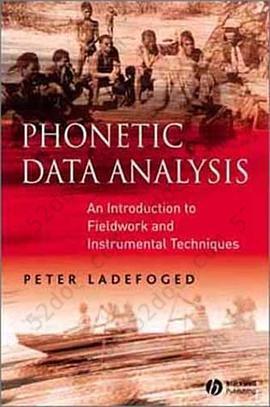 PHONETIC
DATA ANALYSIS
An Introduction to
Fieldwork and
Instrumental Techniques
PETER LADEFOGED
Blackwell
Publishing